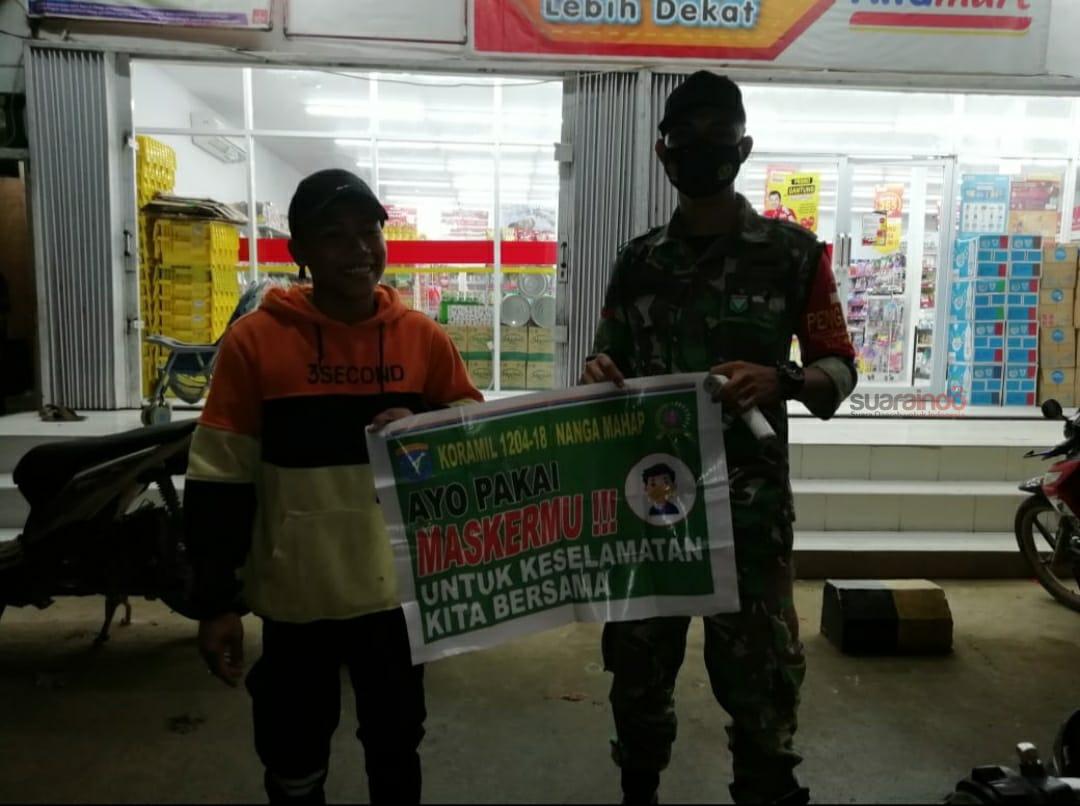 Lebih Dekat
3SECOND
KORAMIL 1204-18 NANGA MAHAP
AYO PAKAI
MASKERMU !!!
UNTUK KESELAMATAN
KITA BERSAMA
suaraindo